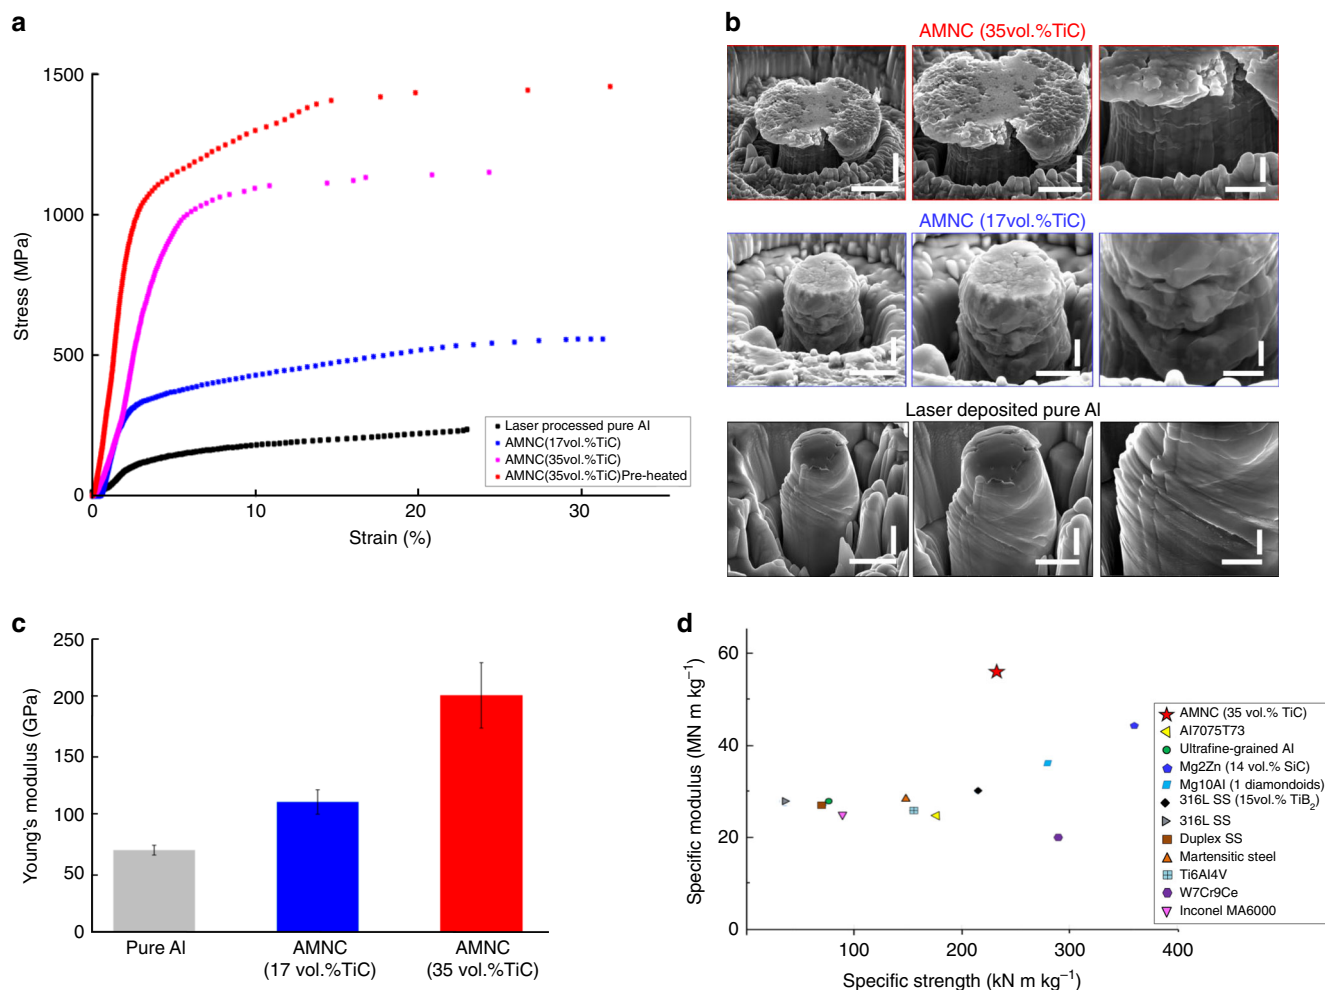 a
1500
1000
500
0
Stress (MPa)
0
10
20
30
Strain (%)
Laser processed pure Al
AMNC(17vol.%TiC)
AMNC(35vol.%TiC)
AMNC(35vol.%TiC)Pre-heated
b
AMNC (35vol.%TiC)
AMNC (17vol.%TiC)
Laser deposited pure Al
c
250
200
150
100
50
0
Young's modulus (GPa)
Pure Al
AMNC
(17 vol.%TiC)
AMNC
(35 vol.%TiC)
d
60
40
20
0
Specific modulus (MN m kg⁻¹)
100
200
300
400
Specific strength (kN m kg⁻¹)
AMNC (35 vol.% TiC)
Al7075T73
Ultrafine-grained Al
Mg2Zn (14 vol.% SiC)
Mg10Al (1 diamondoids)
316L SS (15vol.% TiB₂)
316L SS
Duplex SS
Martensitic steel
Ti6Al4V
W7Cr9Ce
Inconel MA6000